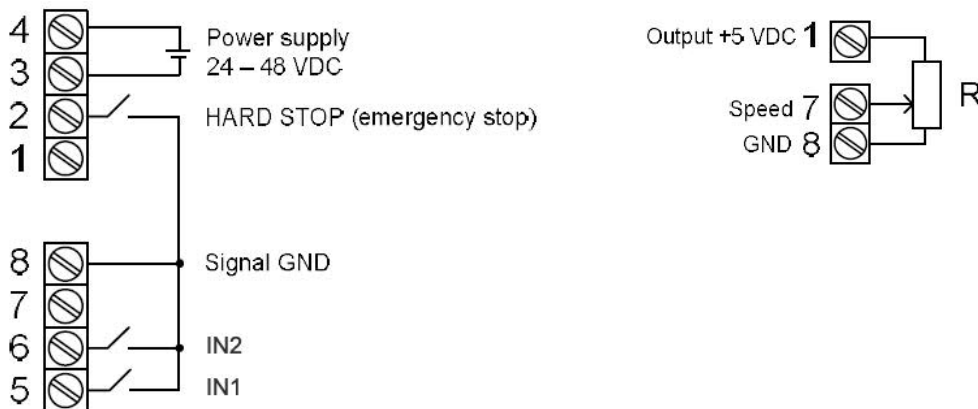 4
Power supply
3
24 – 48 VDC
2
HARD STOP (emergency stop)
1
8
Signal GND
7
6
IN2
5
IN1
Output +5 VDC 1
Speed 7
GND 8
R